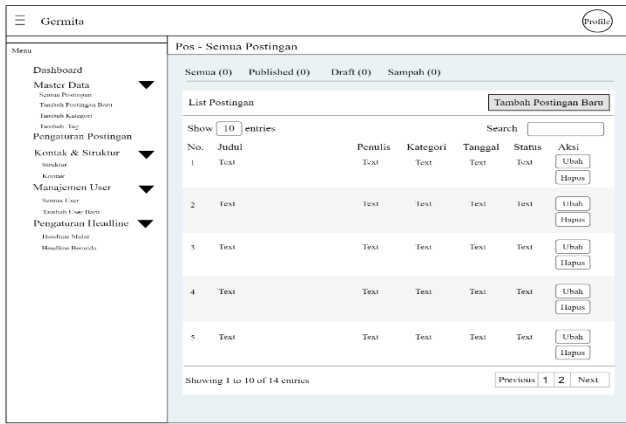 Germita
Profile
Menu
Dashboard
Master Data
Semua Postingan
Tambah Postingan Baru
Tambah Kategori
Tambah Tag
Pengaturan Postingan
Kontak & Struktur
Struktur
Kontak
Manajemen User
Semua User
Tambah User Baru
Pengaturan Headline
Headline Slider
Headline Beranda
Pos - Semua Postingan
Semua (0) Published (0) Draft (0) Sampah (0)
List Postingan Tambah Postingan Baru
Show 10 entries Search
No. Judul Penulis Kategori Tanggal Status Aksi
1 Text Text Text Text Text Ubah
Hapus
2 Text Text Text Text Text Ubah
Hapus
3 Text Text Text Text Text Ubah
Hapus
4 Text Text Text Text Text Ubah
Hapus
5 Text Text Text Text Text Ubah
Hapus
Showing 1 to 10 of 14 entries Previous 1 2 Next